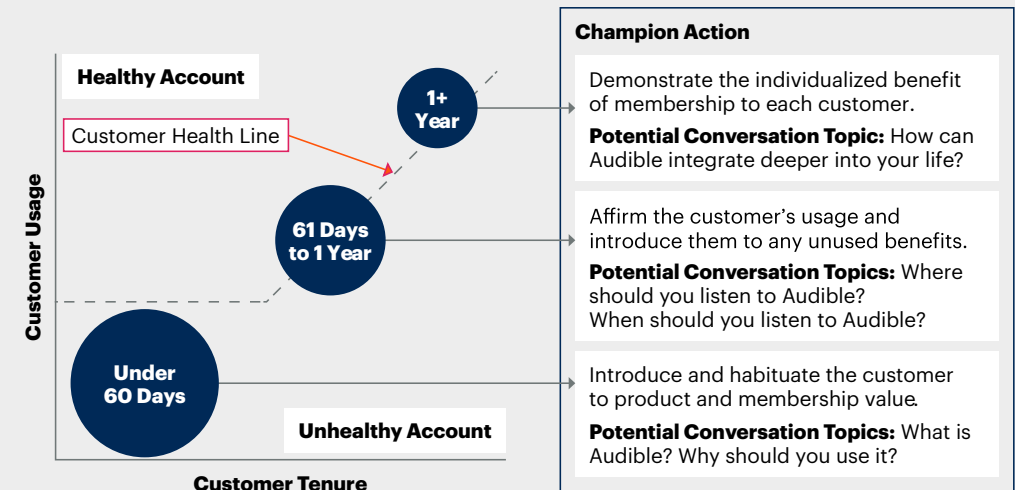 Healthy Account
Customer Health Line
Customer Usage
1+
Year
61 Days
to 1 Year
Under
60 Days
Unhealthy Account
Customer Tenure
Champion Action
Demonstrate the individualized benefit
of membership to each customer.
Potential Conversation Topic: How can
Audible integrate deeper into your life?
Affirm the customer’s usage and
introduce them to any unused benefits.
Potential Conversation Topics: Where
should you listen to Audible?
When should you listen to Audible?
Introduce and habituate the customer
to product and membership value.
Potential Conversation Topics: What is
Audible? Why should you use it?